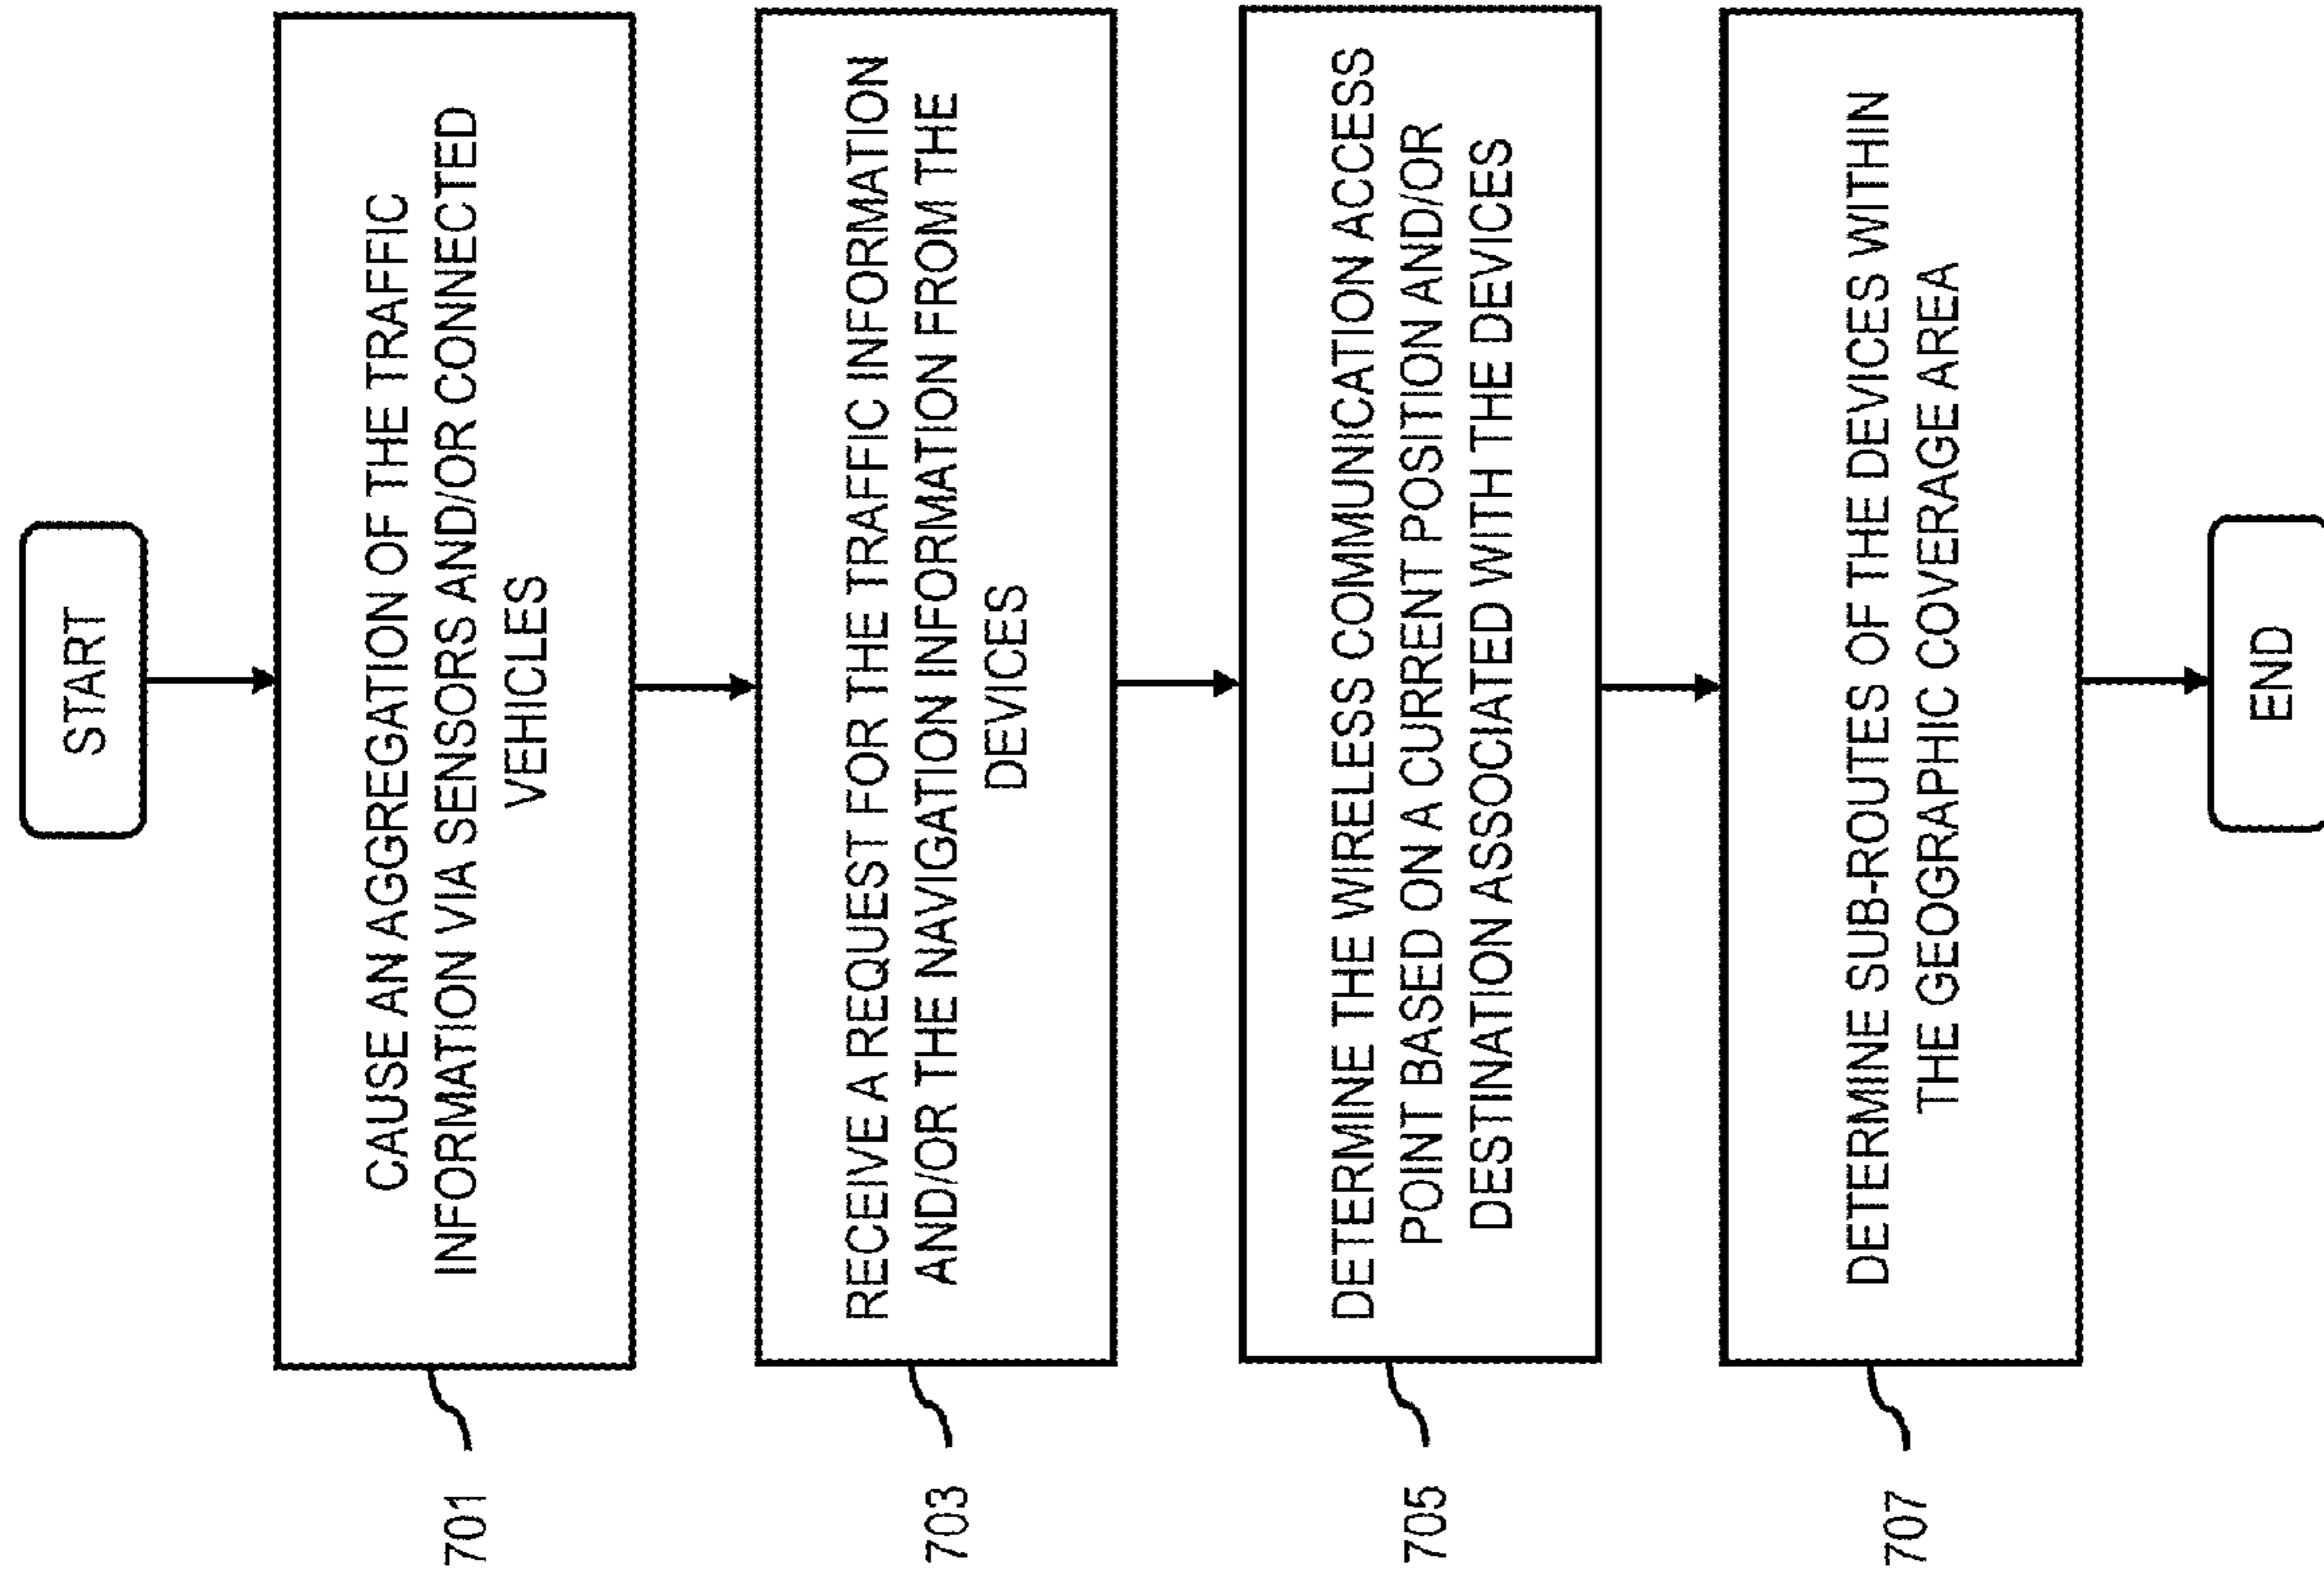 START
CAUSE AN AGGREGATION OF THE TRAFFIC
INFORMATION VIA SENSORS AND/OR CONNECTED
VEHICLES
701
RECEIVE A REQUEST FOR THE TRAFFIC INFORMATION
AND/OR THE NAVIGATION INFORMATION FROM THE
DEVICES
703
DETERMINE THE WIRELESS COMMUNICATION ACCESS
POINT BASED ON A CURRENT POSITION AND/OR
DESTINATION ASSOCIATED WITH THE DEVICES
705
DETERMINE SUB-ROUTES OF THE DEVICES WITHIN
THE GEOGRAPHIC COVERAGE AREA
707
END